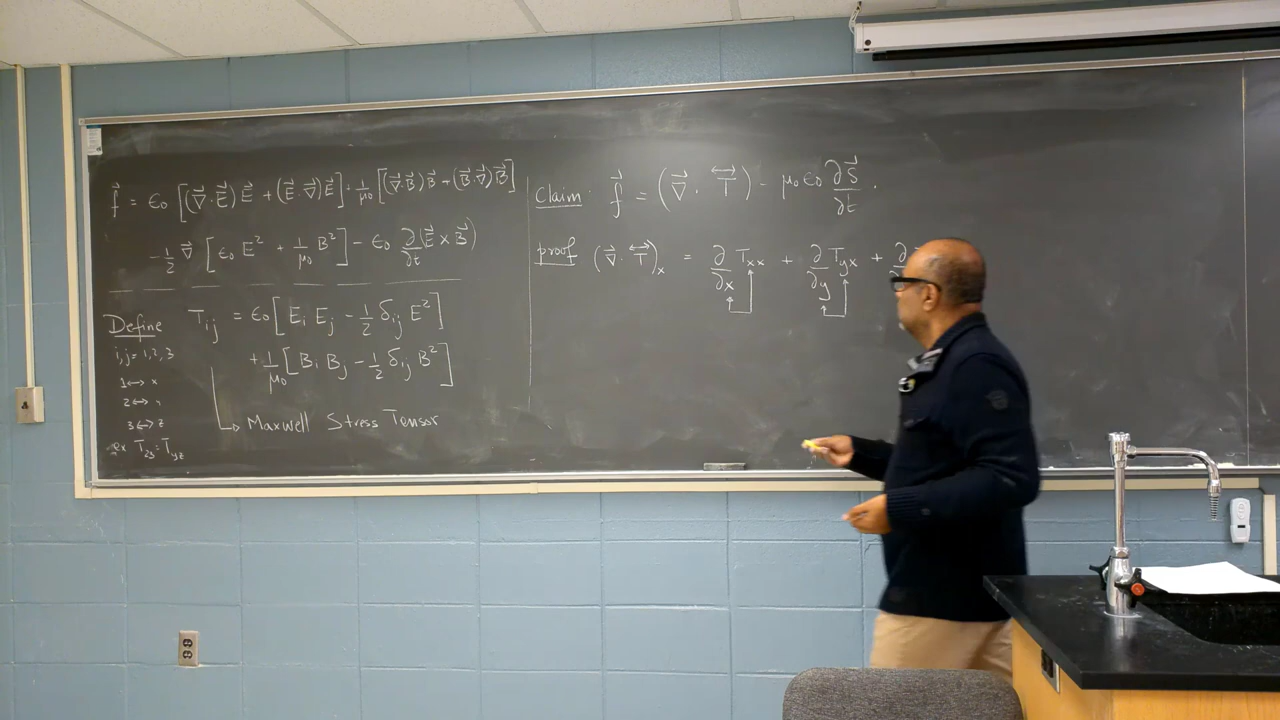 f⃗ = ε₀ [(∇⃗·E⃗)E⃗ + (E⃗·∇⃗)E⃗] + 1/μ₀ [(∇⃗·B⃗)B⃗ + (B⃗·∇⃗)B⃗]
- 1/2 ∇⃗ [ε₀ E² + 1/μ₀ B²] - ε₀ ∂/∂t (E⃗ × B⃗)
Define T_ij = ε₀ [E_i E_j - 1/2 δ_ij E²]
+ 1/μ₀ [B_i B_j - 1/2 δ_ij B²]
i,j = 1,2,3
1 ↔ x
2 ↔
3 ↔ z
ex T₂₃ = T_yz
↳ Maxwell Stress Tensor
Claim: f⃗ = (∇⃗ · T⃡) - μ₀ε₀ ∂S⃗/∂t.
proof (∇⃗·T⃡)_x = ∂/∂x T_xx + ∂/∂y T_yx + ∂